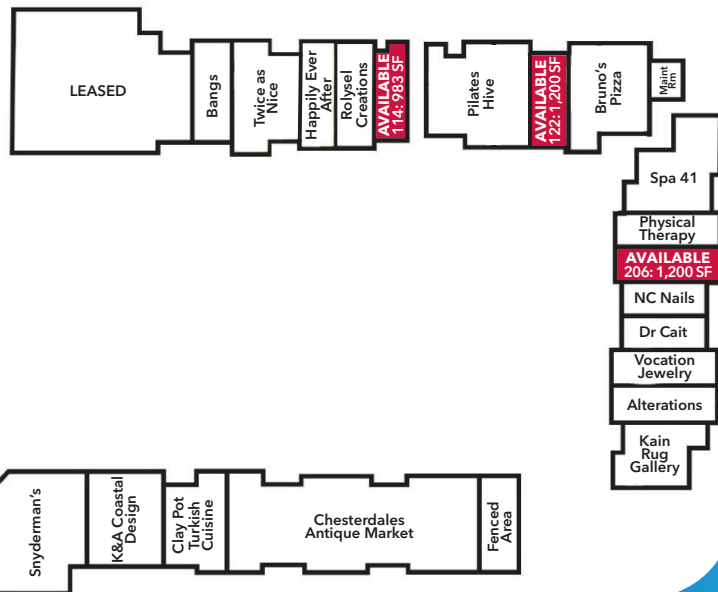 LEASED
Bangs
Twice as
Nice
Happily Ever
After
Rolysel
Creations
AVAILABLE
114: 983 SF
Pilates
Hive
AVAILABLE
122: 1,200 SF
Bruno's
Pizza
Maint
Rm
Spa 41
Physical
Therapy
AVAILABLE
206: 1,200 SF
NC Nails
Dr Cait
Vocation
Jewelry
Alterations
Kain
Rug
Gallery
Snyderman's
K&A Coastal
Design
Clay Pot
Turkish
Cuisine
Chesterdales
Antique Market
Fenced
Area